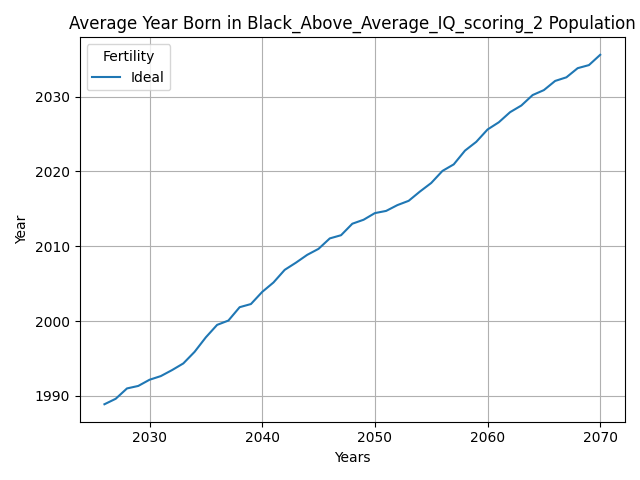 Average Year Born in Black_Above_Average_IQ_scoring_2 Population
Fertility
Ideal
Year
2030
2020
2010
2000
1990
2030 2040 2050 2060 2070
Years